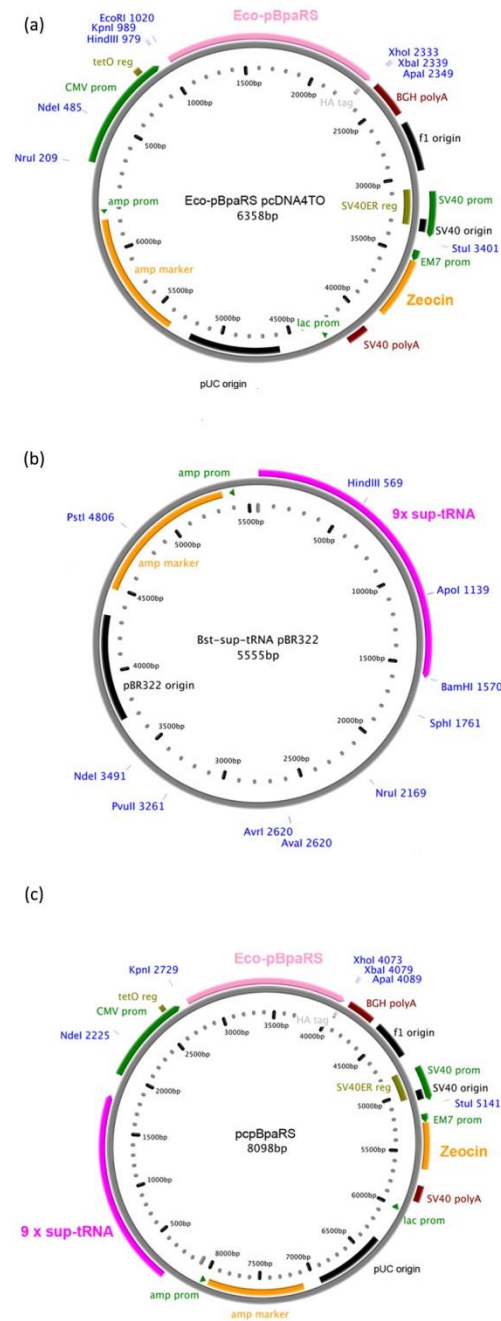 (a)
Eco-pBpaRS
EcoRI 1020
KpnI 989
HindIII 979
tetO reg
CMV prom
NdeI 485
NruI 209
amp prom
amp marker
pUC origin
lac prom
SV40 polyA
Zeocin
EM7 prom
StuI 3401
SV40 origin
SV40 prom
SV40ER reg
f1 origin
BGH polyA
HA tag
XhoI 2333
XbaI 2339
ApaI 2349
500bp
1000bp
1500bp
2000bp
2500bp
3000bp
3500bp
4000bp
4500bp
5000bp
5500bp
6000bp
Eco-pBpaRS pcDNA4TO
6358bp
(b)
amp prom
HindIII 569
9x sup-tRNA
PstI 4806
amp marker
ApoI 1139
BamHI 1570
SphI 1761
NruI 2169
AvaI 2620
AvrI 2620
PvuII 3261
NdeI 3491
pBR322 origin
500bp
1000bp
1500bp
2000bp
2500bp
3000bp
3500bp
4000bp
4500bp
5000bp
5500bp
Bst-sup-tRNA pBR322
5555bp
(c)
Eco-pBpaRS
KpnI 2729
tetO reg
CMV prom
NdeI 2225
9 x sup-tRNA
amp prom
amp marker
pUC origin
lac prom
SV40 polyA
Zeocin
EM7 prom
StuI 5141
SV40 origin
SV40 prom
SV40ER reg
f1 origin
BGH polyA
HA tag
XhoI 4073
XbaI 4079
ApaI 4089
500bp
1000bp
1500bp
2000bp
2500bp
3000bp
3500bp
4000bp
4500bp
5000bp
5500bp
6000bp
6500bp
7000bp
7500bp
8000bp
pcpBpaRS
8098bp